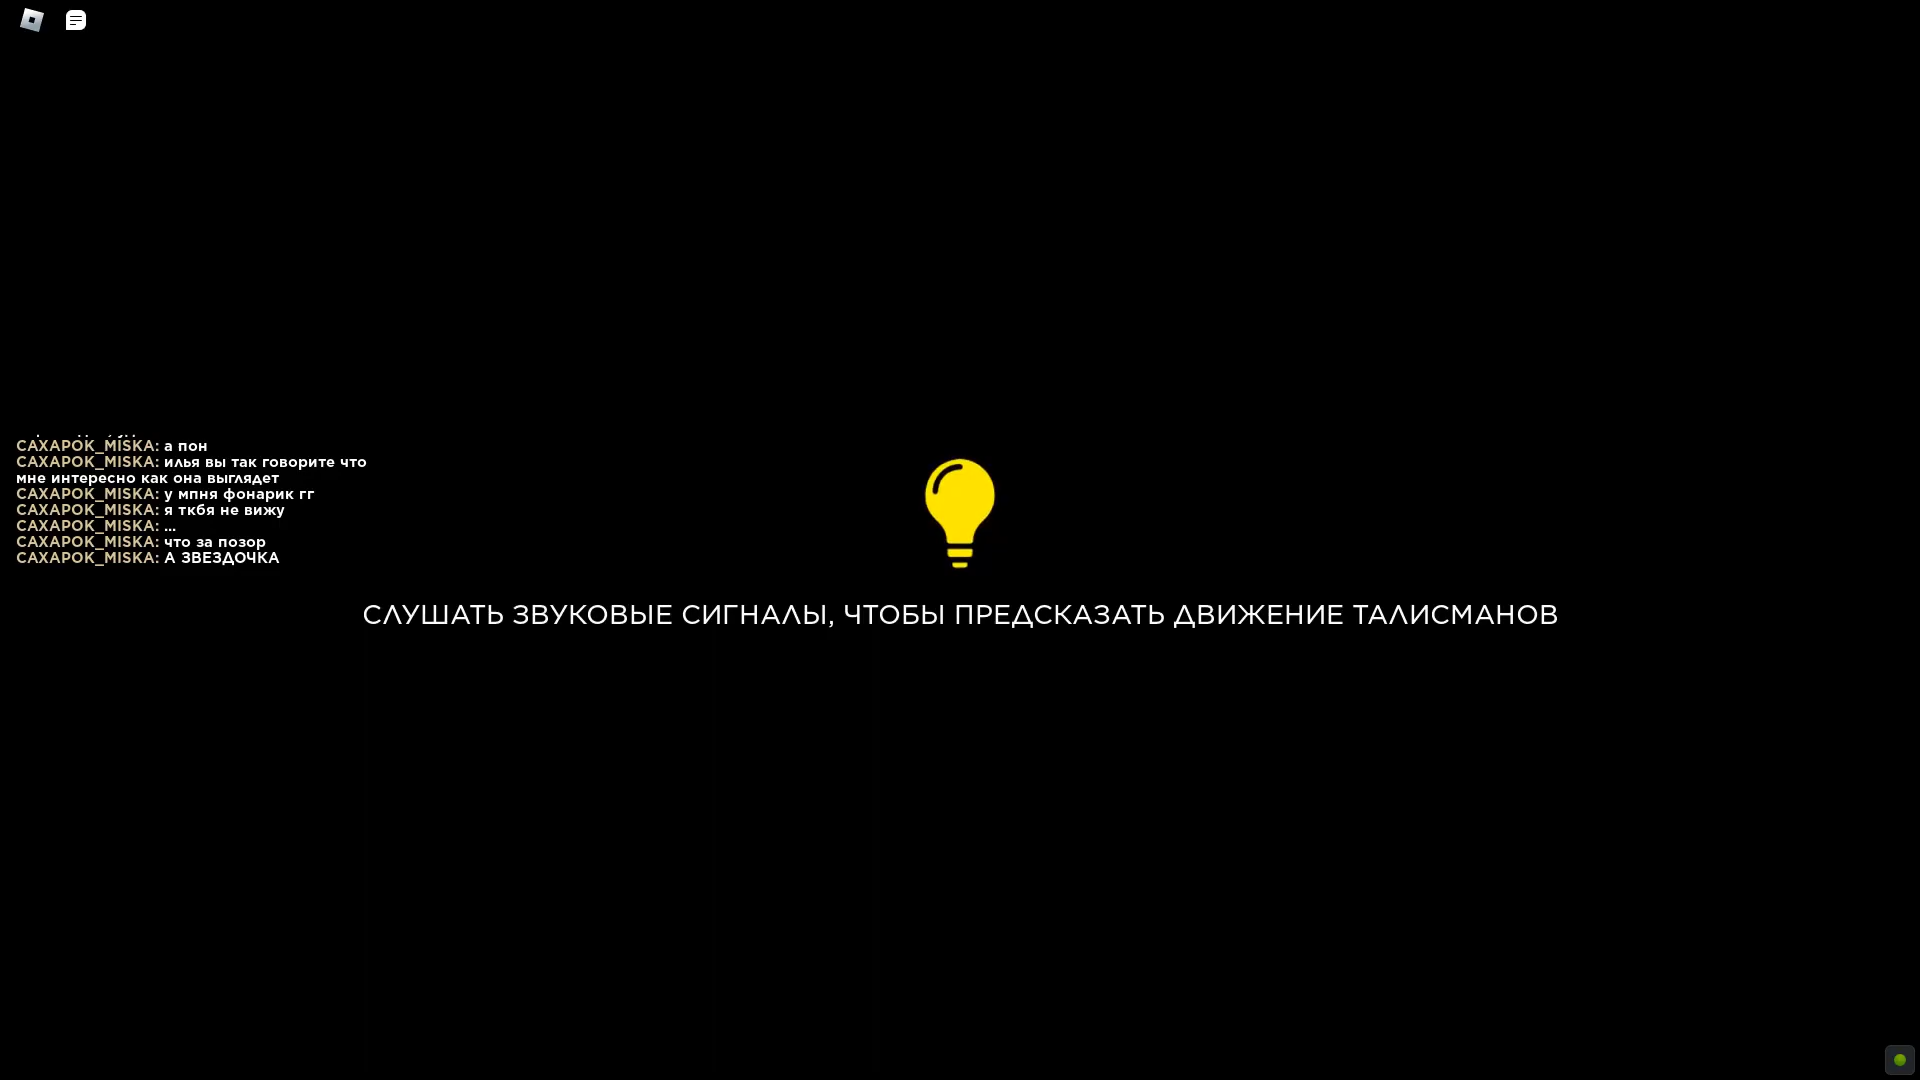 CAXAPOK_MISKA: а пон
CAXAPOK_MISKA: илья вы так говорите что
мне интересно как она выглядет
CAXAPOK_MISKA: у мпня фонарик гг
CAXAPOK_MISKA: я ткбя не вижу
CAXAPOK_MISKA: ...
CAXAPOK_MISKA: что за позор
CAXAPOK_MISKA: А ЗВЕЗДОЧКА
СЛУШАТЬ ЗВУКОВЫЕ СИГНАЛЫ, ЧТОБЫ ПРЕДСКАЗАТЬ ДВИЖЕНИЕ ТАЛИСМАНОВ